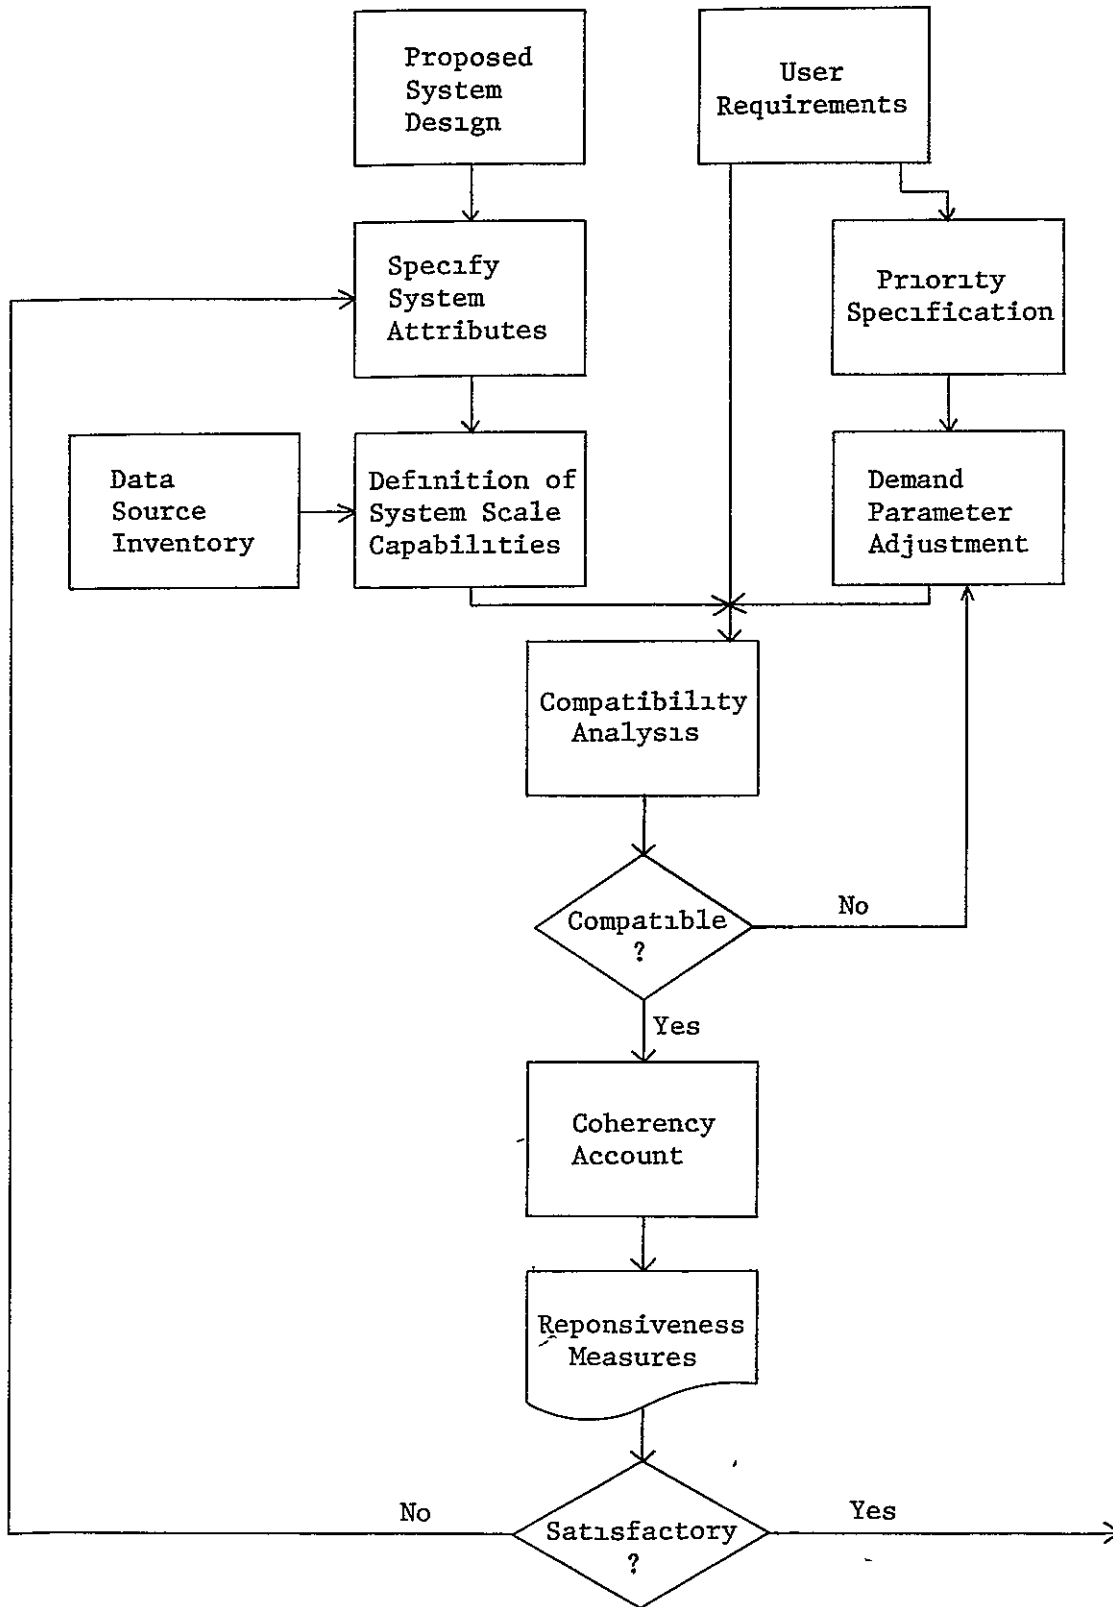 Proposed
System
Design
User
Requirements
Specify
System
Attributes
Priority
Specification
Data
Source
Inventory
Definition of
System Scale
Capabilities
Demand
Parameter
Adjustment
Compatibility
Analysis
Compatible
?
No
Yes
Coherency
Account
Reponsiveness
Measures
No
Satisfactory
?
Yes